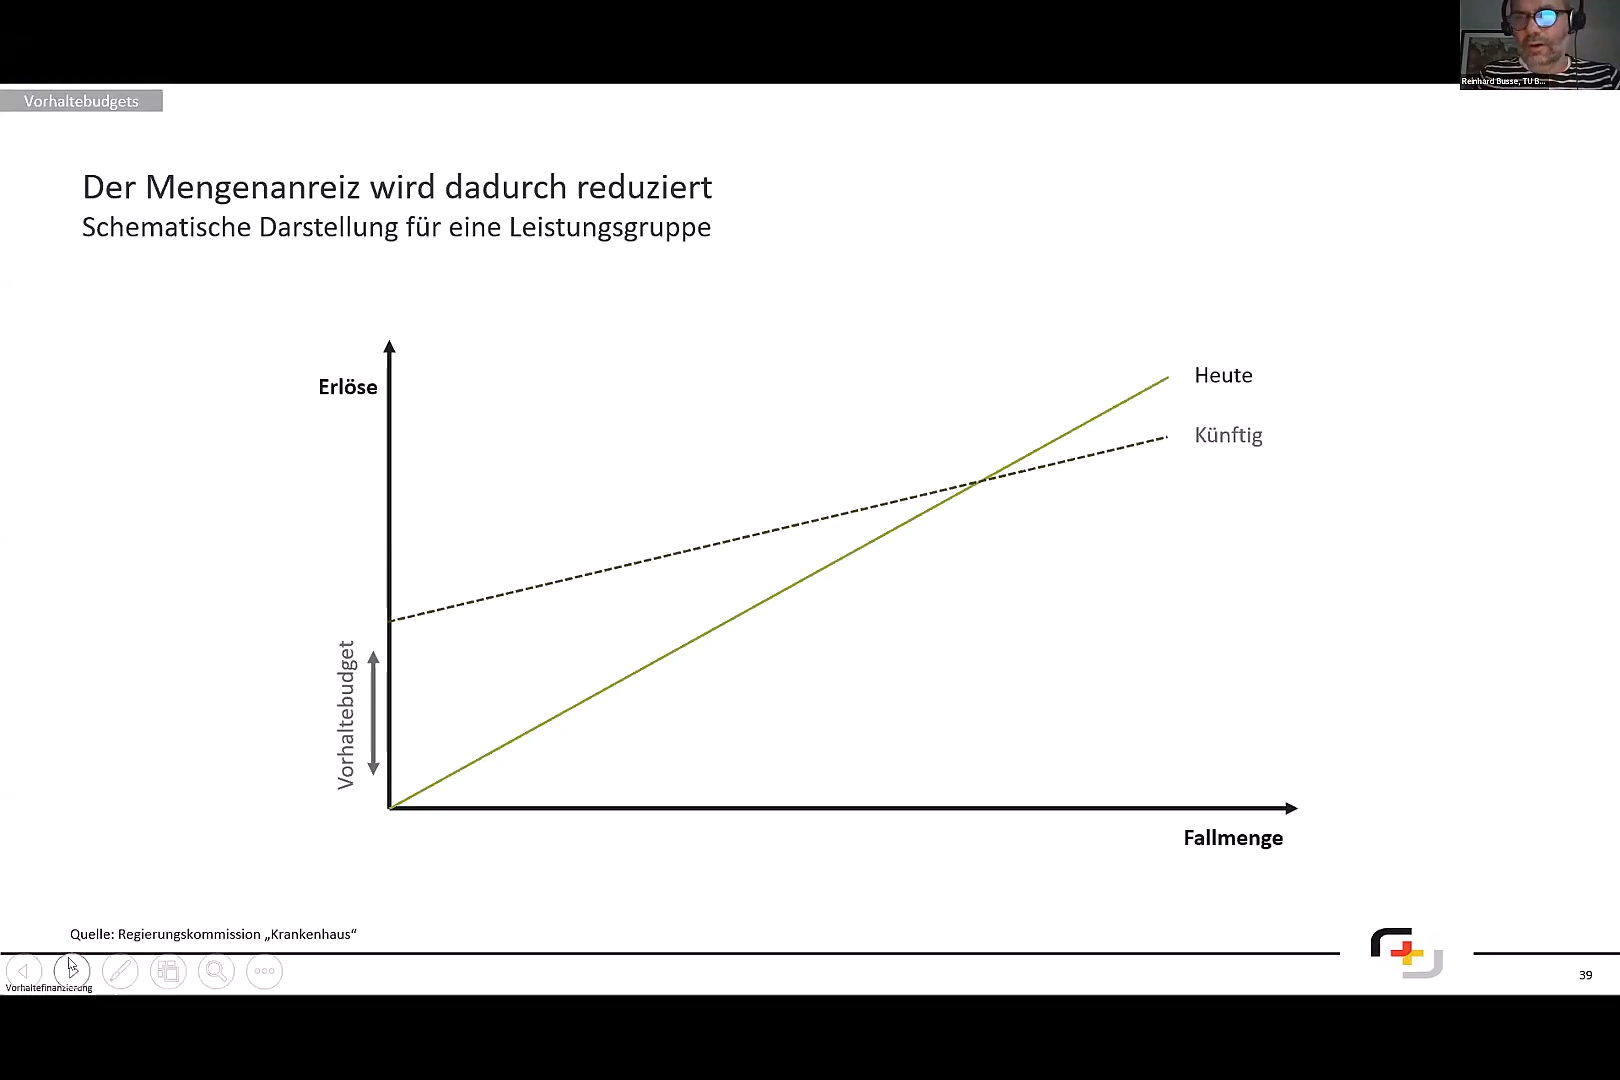 Reinhard Busse, TU B...
Vorhaltebudgets
Der Mengenanreiz wird dadurch reduziert
Schematische Darstellung für eine Leistungsgruppe
Erlöse
Heute
Künftig
Vorhaltebudget
Fallmenge
Quelle: Regierungskommission „Krankenhaus“
Vorhaltefinanzierung
39